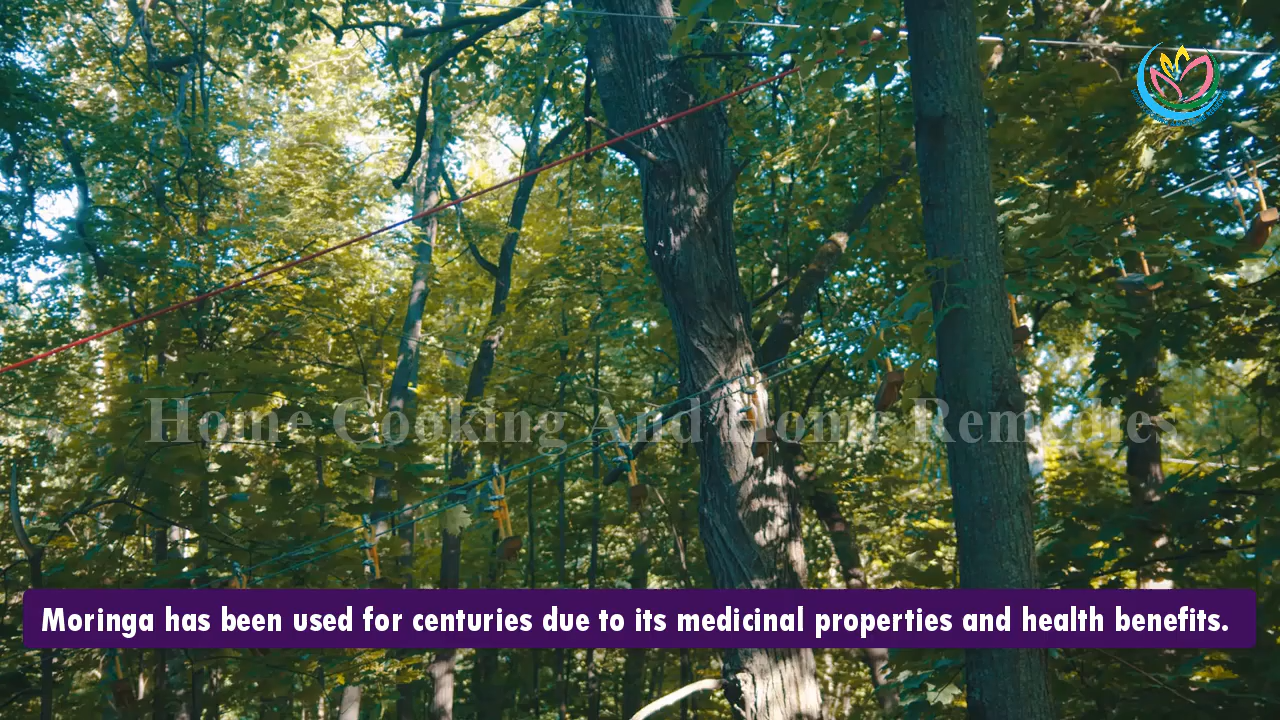 Home Cooking And Home Remedies
Moringa has been used for centuries due to its medicinal properties and health benefits.